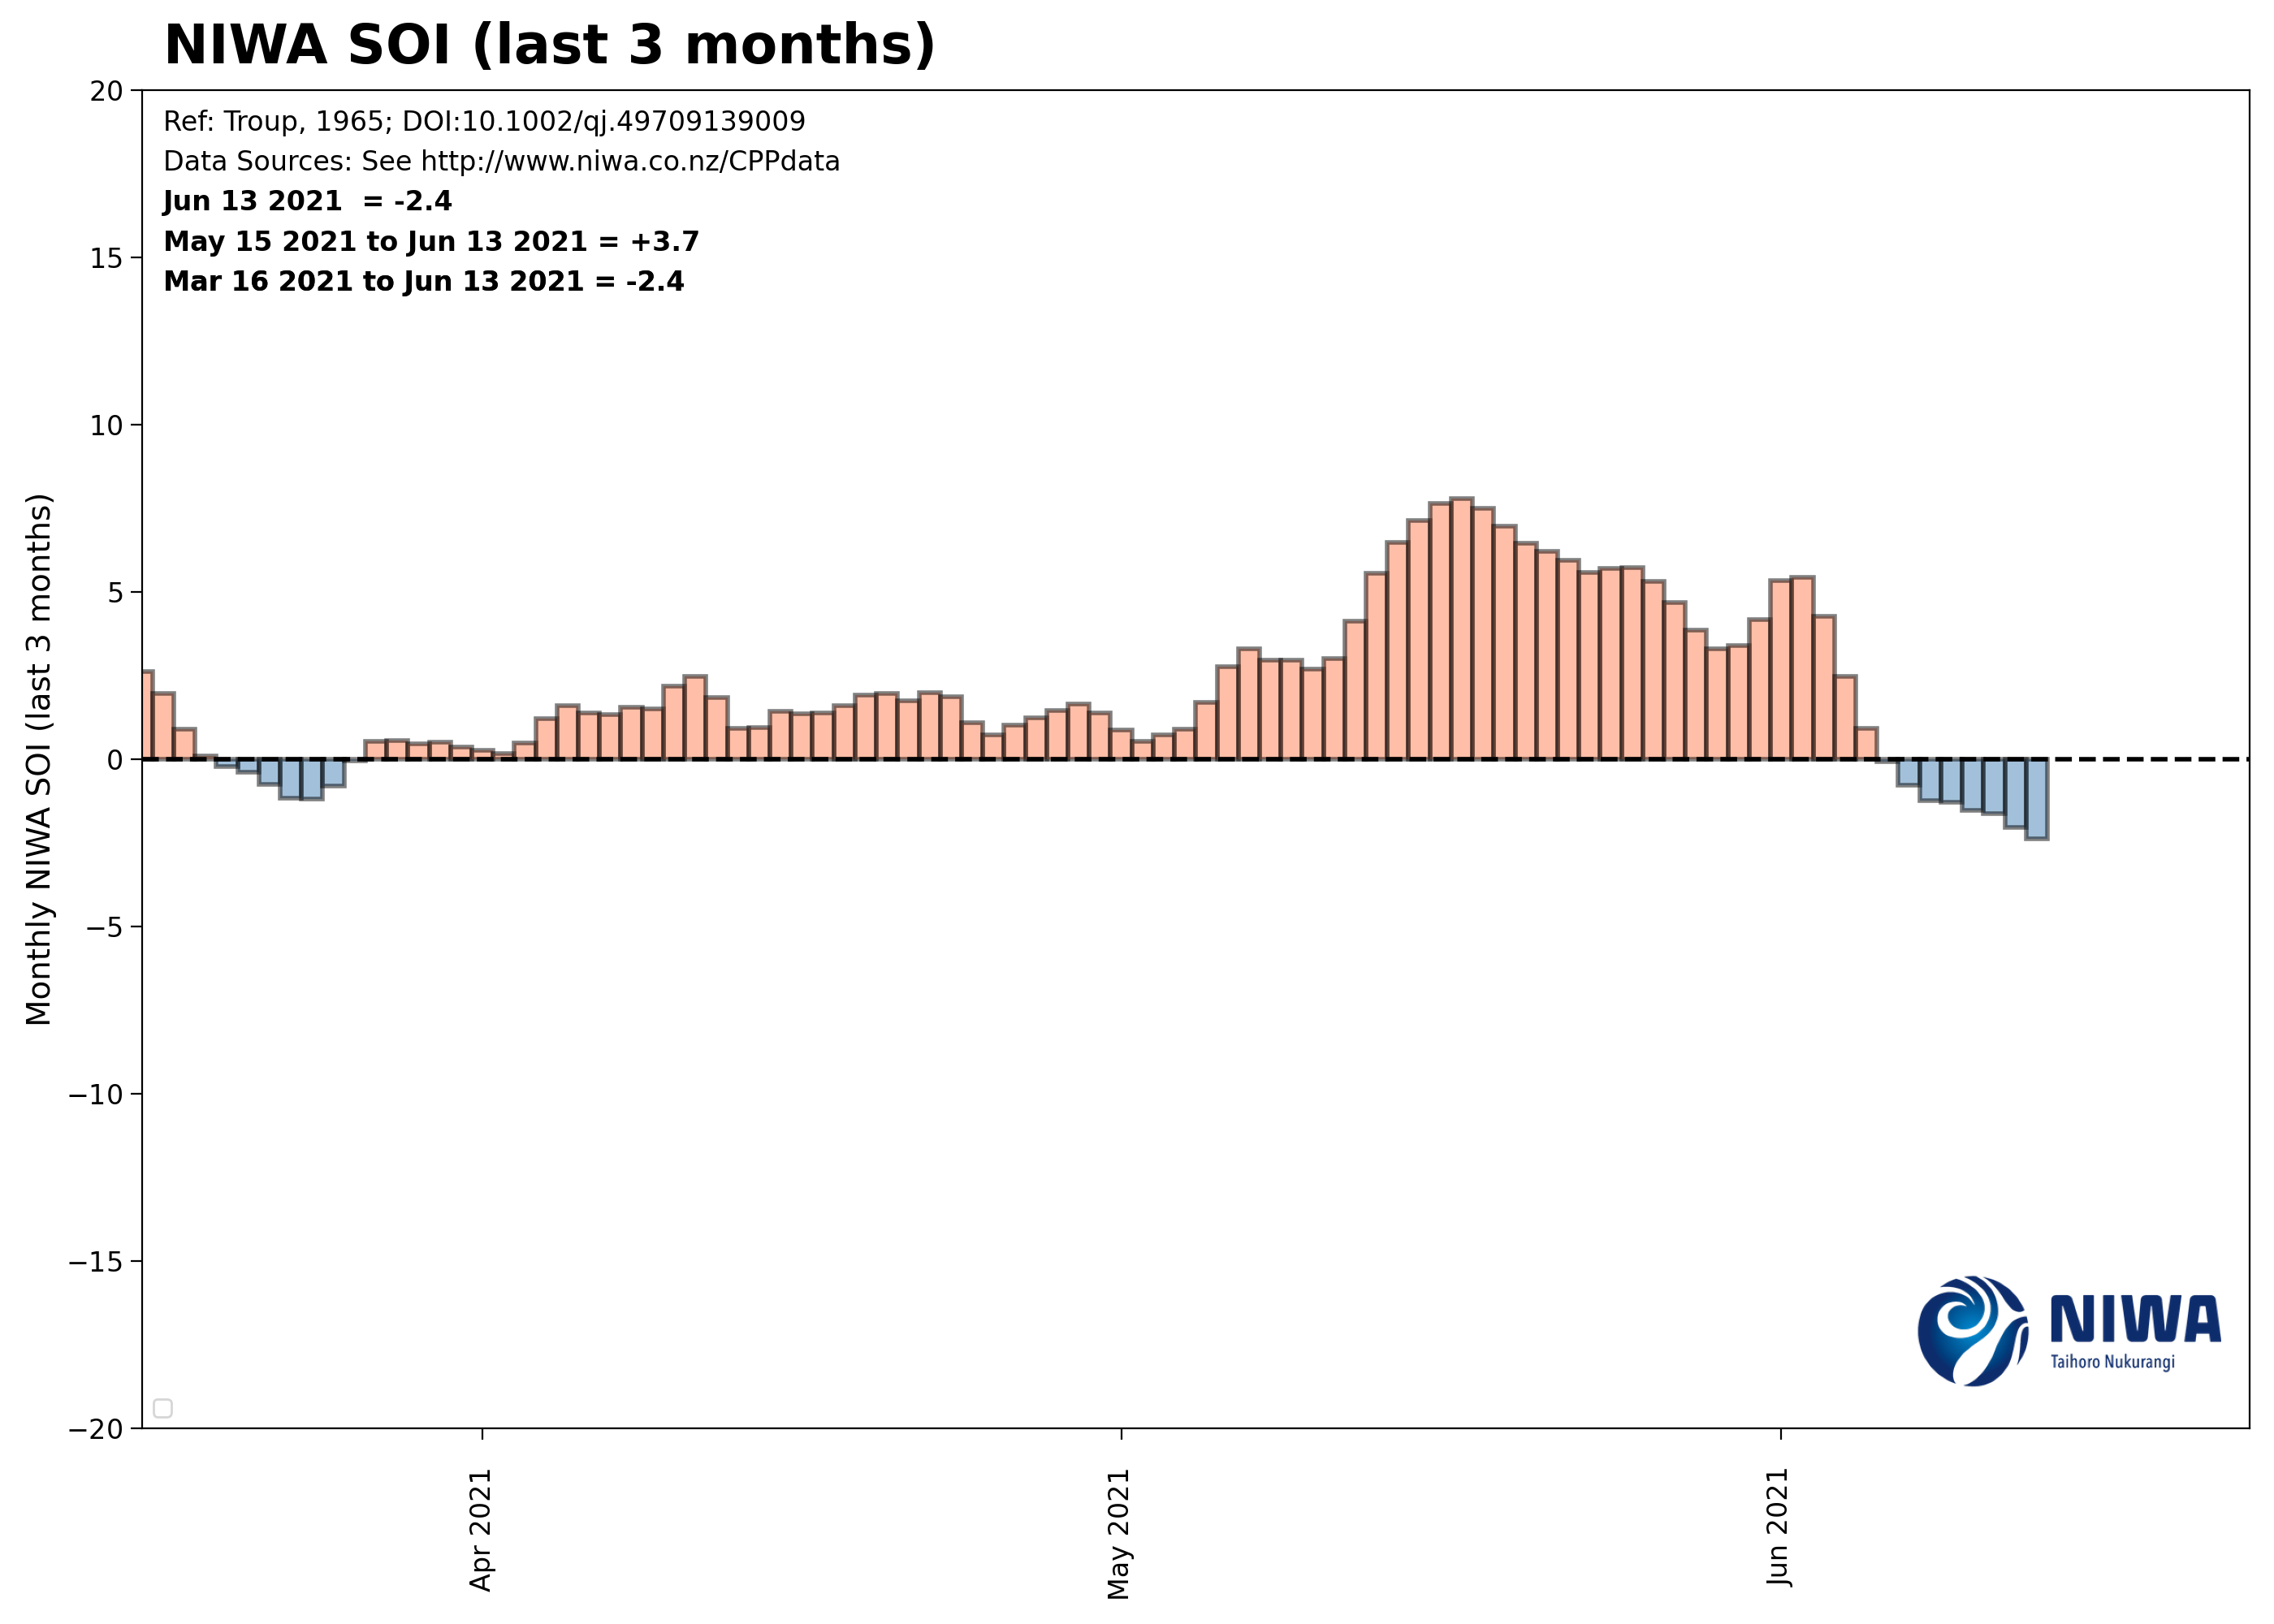 NIWA SOI (last 3 months)
Ref: Troup, 1965; DOI:10.1002/qj.49709139009
Data Sources: See http://www.niwa.co.nz/CPPdata
Jun 13 2021  = -2.4
May 15 2021 to Jun 13 2021 = +3.7
Mar 16 2021 to Jun 13 2021 = -2.4
Monthly NIWA SOI (last 3 months)
20
15
10
5
0
−5
−10
−15
−20
Apr 2021
May 2021
Jun 2021
NIWA
Taihoro Nukurangi